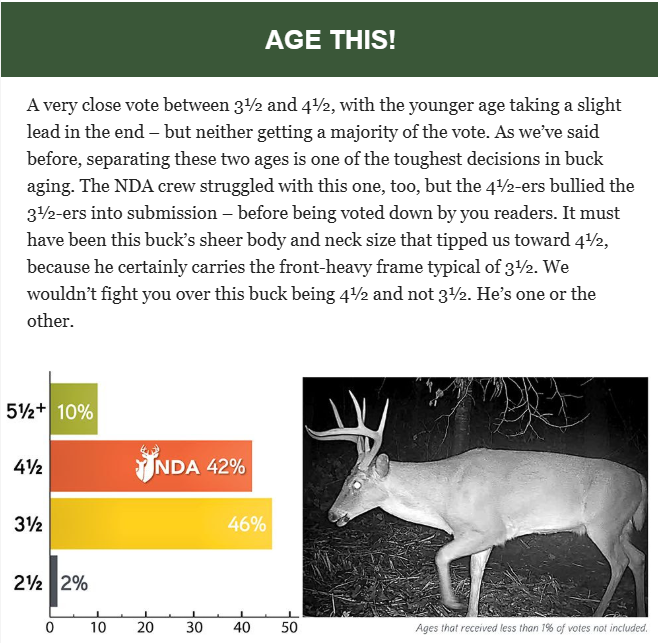 AGE THIS!
A very close vote between 3½ and 4½, with the younger age taking a slight
lead in the end – but neither getting a majority of the vote. As we’ve said
before, separating these two ages is one of the toughest decisions in buck
aging. The NDA crew struggled with this one, too, but the 4½-ers bullied the
3½-ers into submission – before being voted down by you readers. It must
have been this buck’s sheer body and neck size that tipped us toward 4½,
because he certainly carries the front-heavy frame typical of 3½. We
wouldn’t fight you over this buck being 4½ and not 3½. He’s one or the
other.
5½+ 10%
4½ NDA 42%
3½ 46%
2½ 2%
0 10 20 30 40 50
Ages that received less than 1% of votes not included.